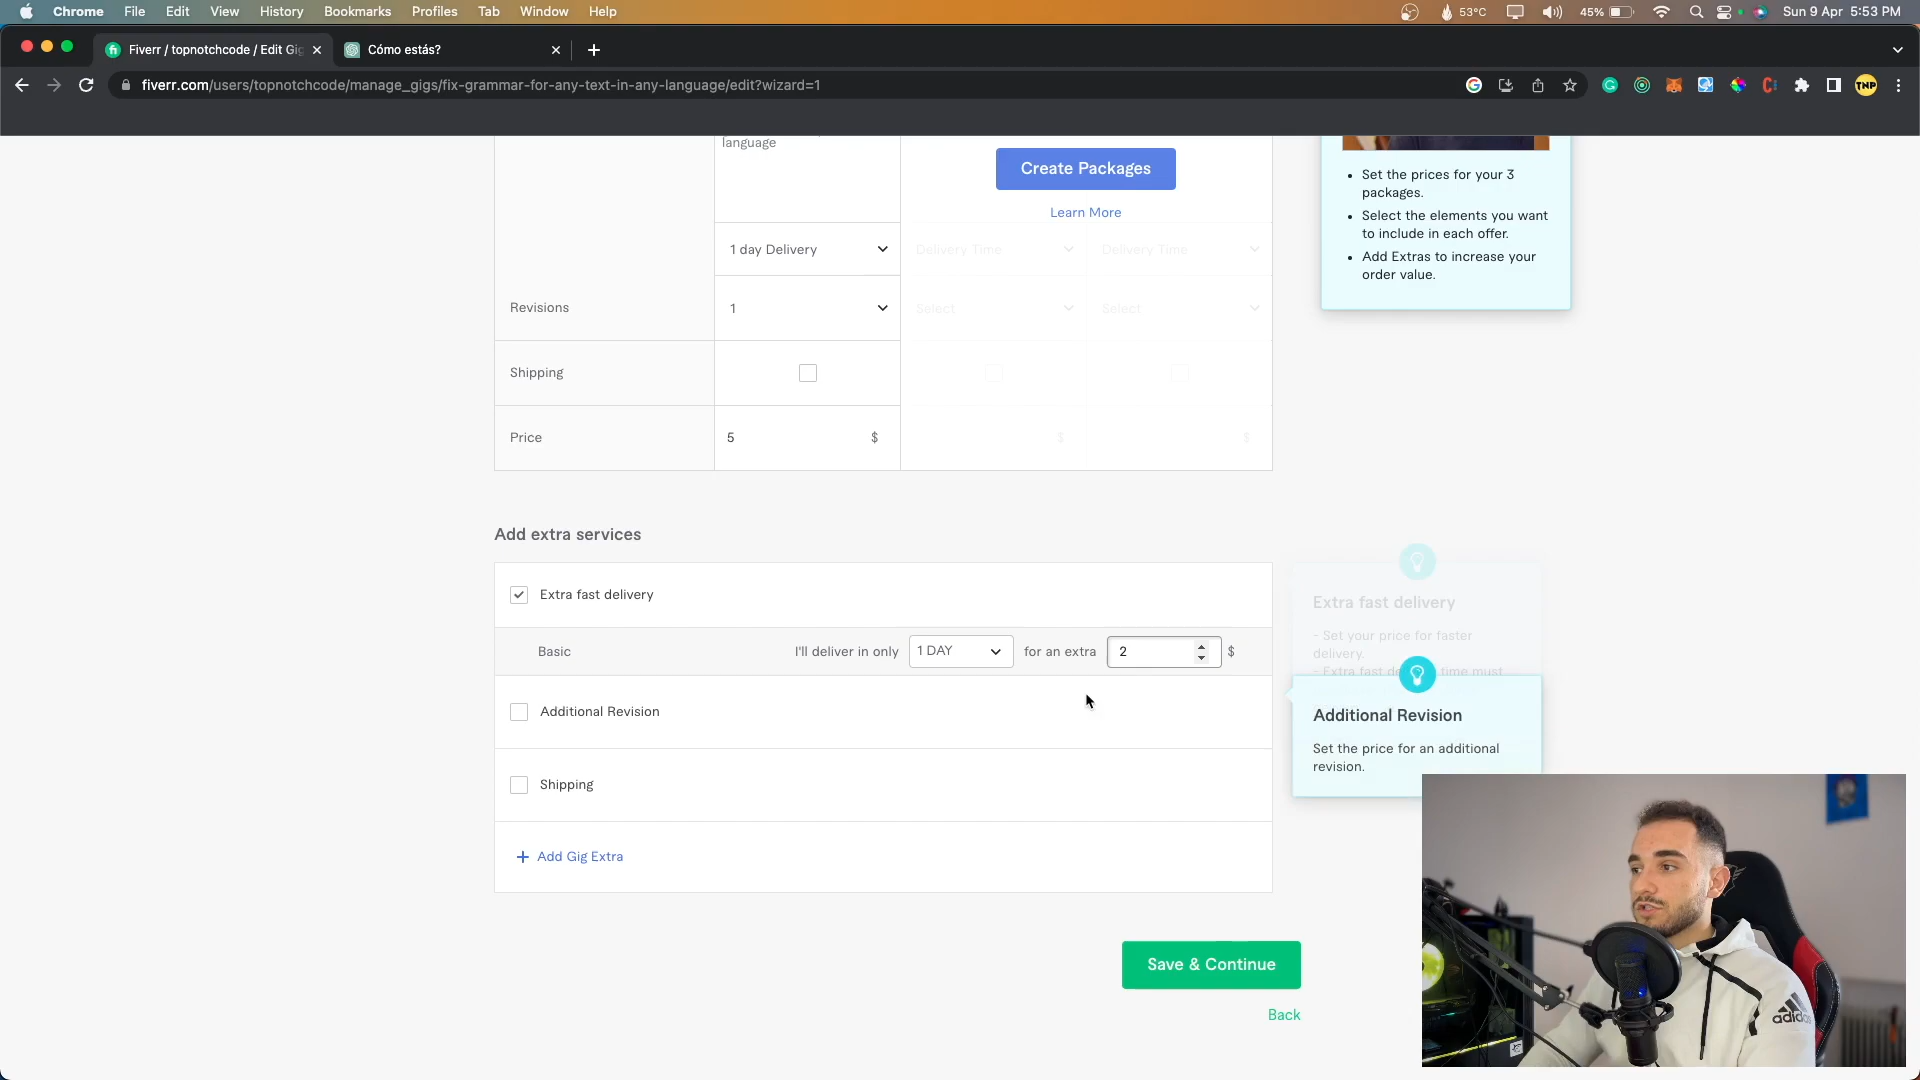 Chrome File Edit View History Bookmarks Profiles Tab Window Help 53°C 45% Sun 9 Apr 5:53 PM
Fiverr / topnotchcode / Edit Gig
Cómo estás?
fiverr.com/users/topnotchcode/manage_gigs/fix-grammar-for-any-text-in-any-language/edit?wizard=1
TNP
language
Create Packages
Learn More
1 day Delivery Delivery Time Delivery Time
Revisions 1 Select Select
Shipping
Price 5 $ $ $
Set the prices for your 3
packages.
Select the elements you want
to include in each offer.
Add Extras to increase your
order value.
Add extra services
Extra fast delivery
Basic I'll deliver in only 1 DAY for an extra 2 $
Additional Revision
Shipping
+ Add Gig Extra
Extra fast delivery
- Set your price for faster
delivery.
- Extra fast time must
Additional Revision
Set the price for an additional
revision.
Save & Continue
Back
adidas